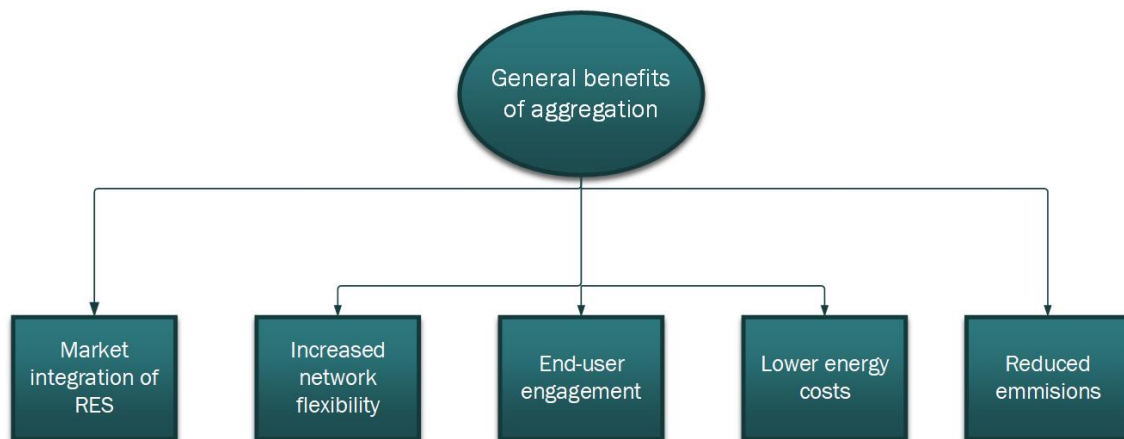 General benefits
of aggregation
Market
integration of
RES
Increased
network
flexibility
End-user
engagement
Lower energy
costs
Reduced
emmisions